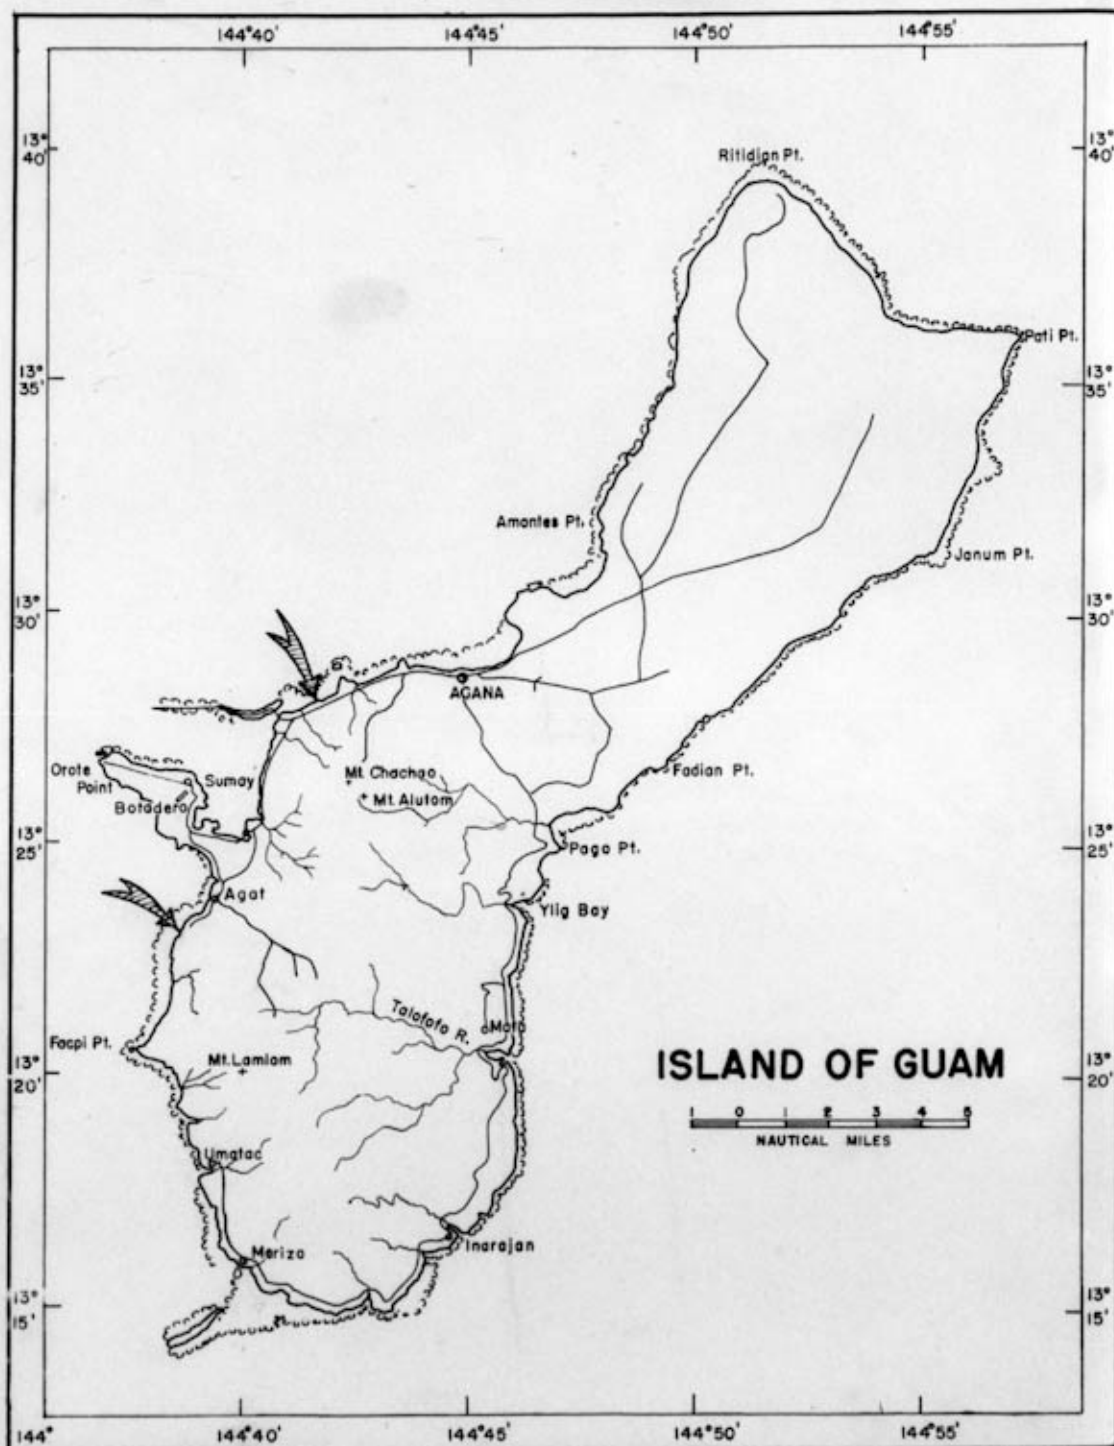 144°40' 144°45' 144°50' 144°55'
13°
40'
13°
40'
Ritidian Pt.
Pati Pt.
13°
35'
13°
35'
Amontes Pt.
Janum Pt.
13°
30'
13°
30'
AGANA
Mt. Chachao
Mt. Alutom
Fadian Pt.
Orote
Point
Sumay
Botadero
13°
25'
13°
25'
Pago Pt.
Agat
Ylig Bay
Talofofo R.
Facpi Pt.
Mt. Lamlam
13°
20'
13°
20'
ISLAND OF GUAM
1 0 1 2 3 4 5
NAUTICAL MILES
Umatac
Merizo
Inarajan
13°
15'
13°
15'
144° 144°40' 144°45' 144°50' 144°55'